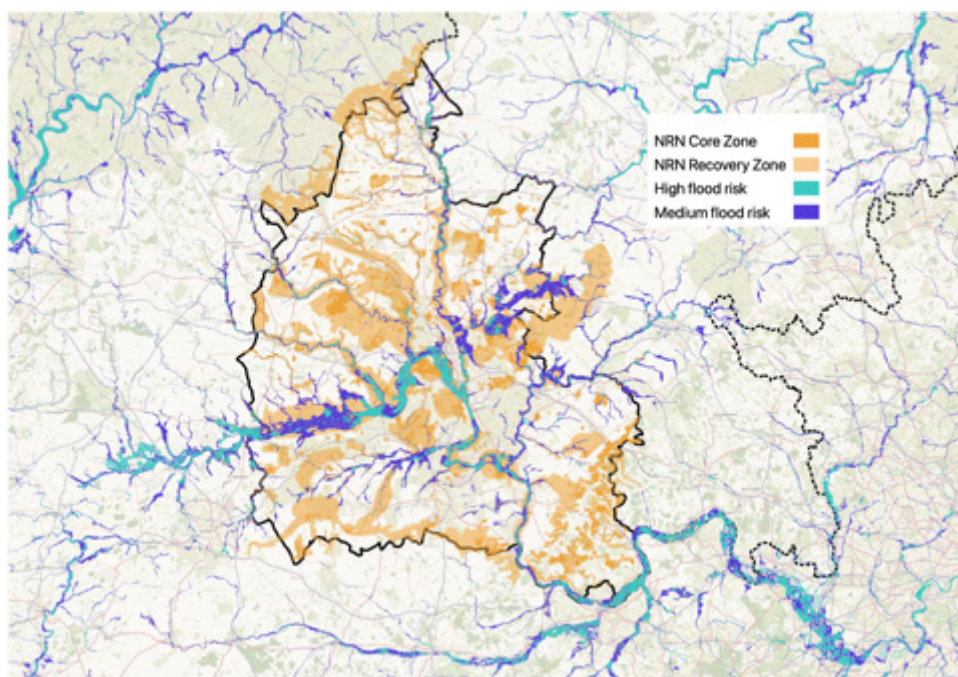 NRN Core Zone
NRN Recovery Zone
High flood risk
Medium flood risk